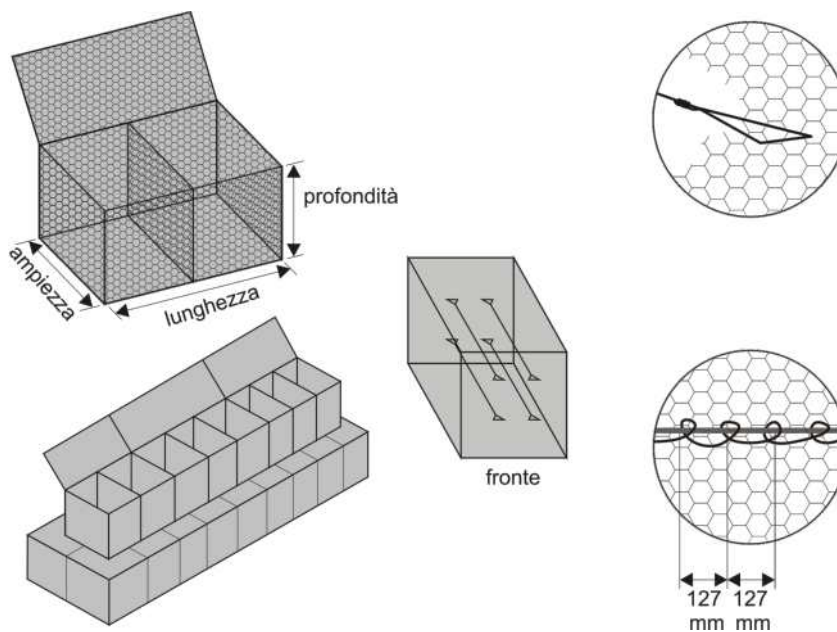 profondità
ampiezza
lunghezza
fronte
127 127
mm mm